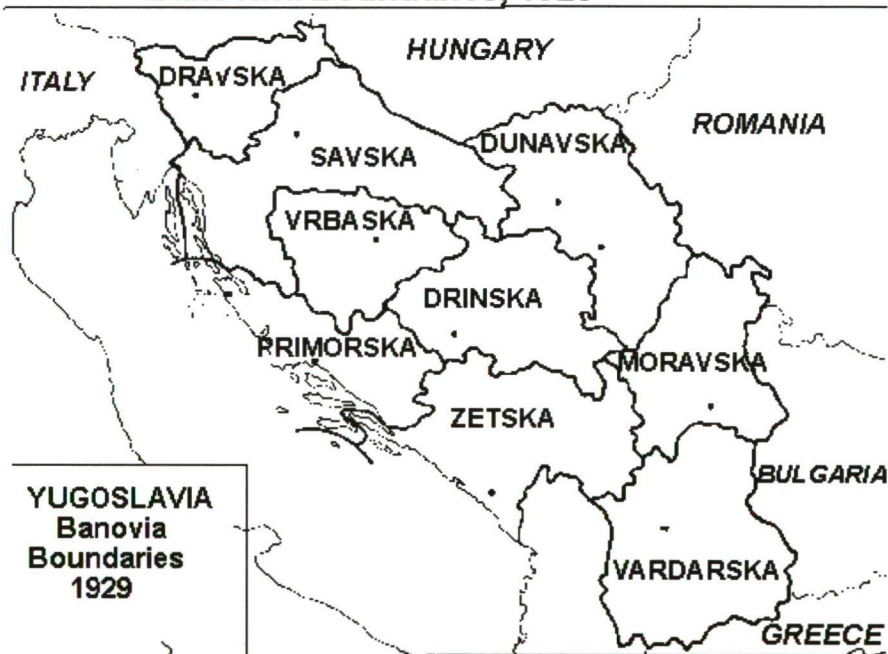 HUNGARY
ITALY
DRAVSKA
ROMANIA
DUNAVSKA
SAVSKA
VRBASKA
DRINSKA
PRIMORSKA
MORAVSKA
ZETSKA
BULGARIA
YUGOSLAVIA
Banovia
Boundaries
1929
VARDARSKA
GREECE